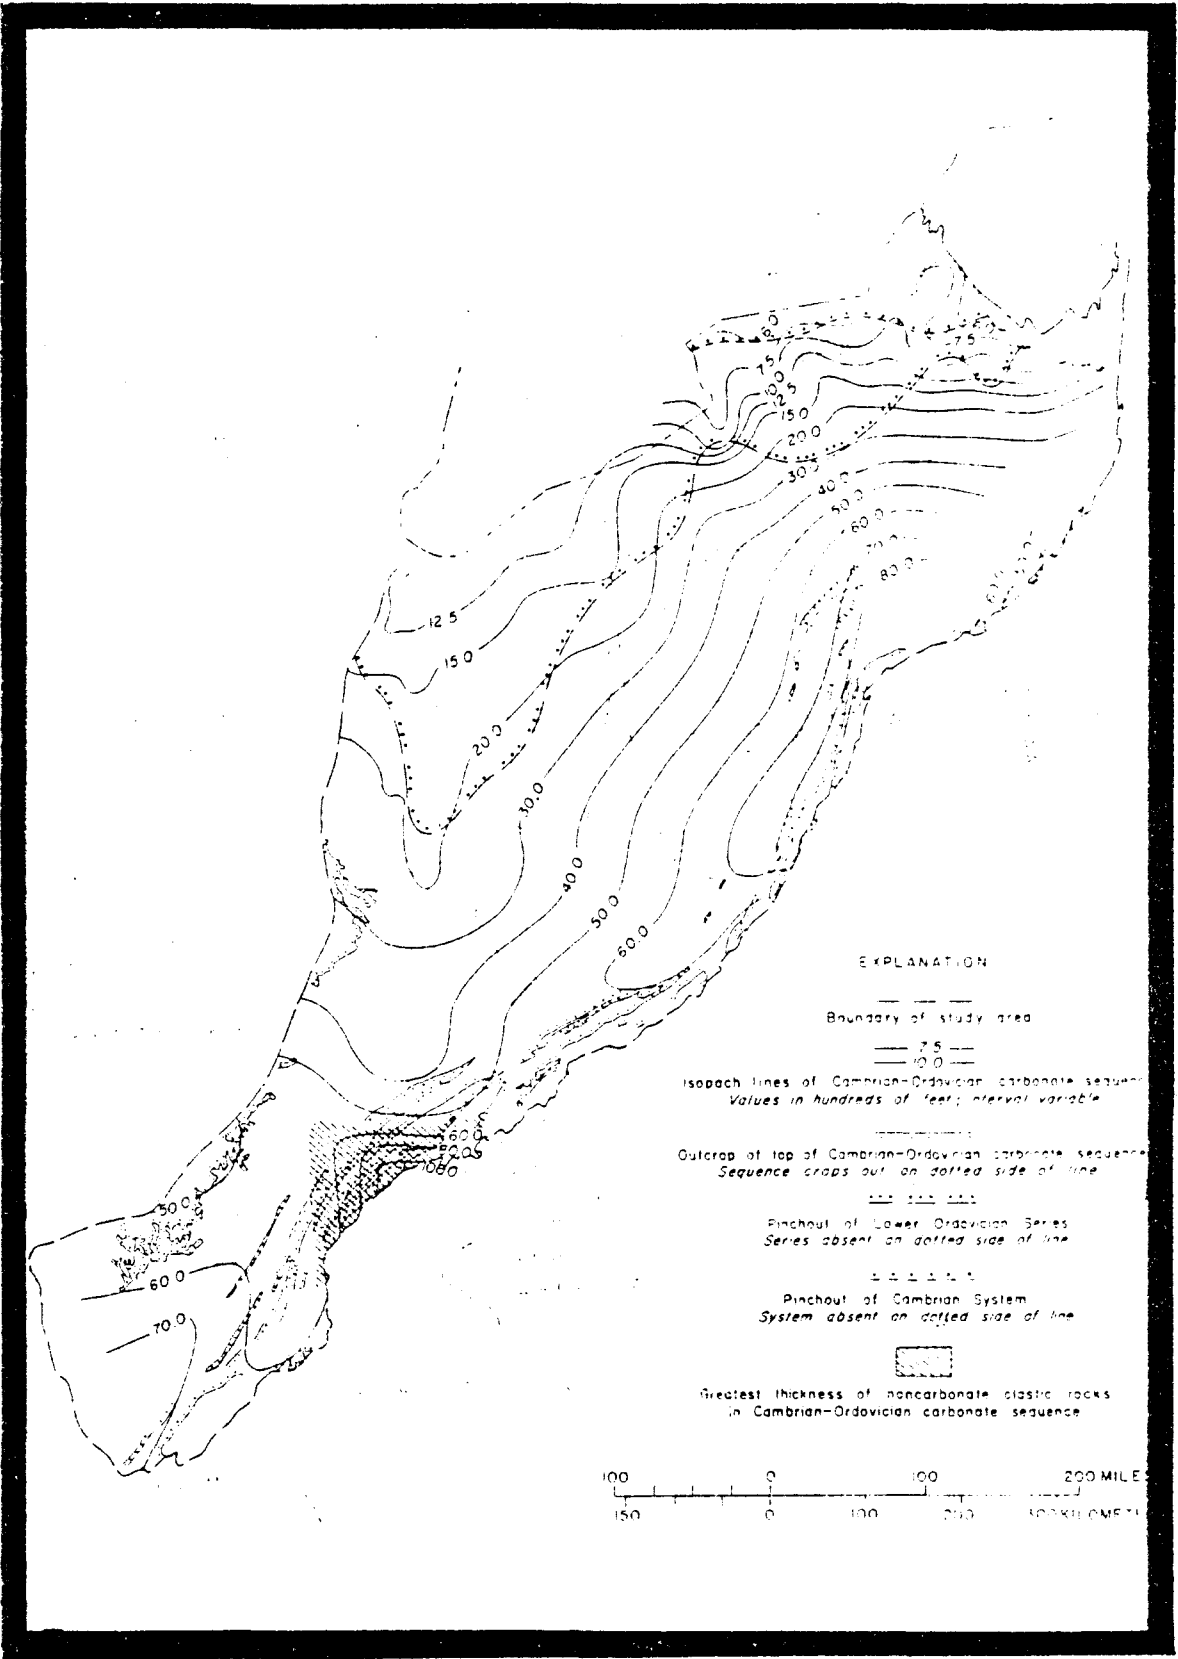 5.0
7.5
7.5
10.0
12.5
15.0
20.0
30.0
40.0
50.0
60.0
70.0
80.0
12.5
15.0
20.0
30.0
40.0
50.0
60.0
60.0
50.0
60.0
70.0
EXPLANATION
Boundary of study area
7.5
10.0
Isopach lines of Cambrian-Ordovician carbonate sequen
Values in hundreds of feet; interval variable
Outcrop of top of Cambrian-Ordovician carbonate sequence
Sequence crops out on dotted side of line
Pinchout of Lower Ordovician Series
Series absent on dotted side of line
Pinchout of Cambrian System
System absent on dotted side of line
Greatest thickness of noncarbonate clastic rocks
in Cambrian-Ordovician carbonate sequence
100 0 100 200 MILES
150 0 100 200 300 KILOMET